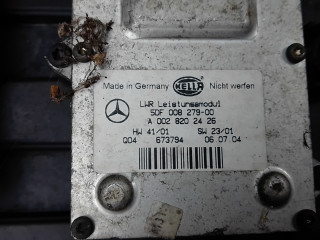 Made in Germany HELLA Nicht werfen
LWR Leistungsmodul
5DF 008 279-00
A 002 820 24 26
HW 41/01 SW 23/01
Q04 673794 06.07.04